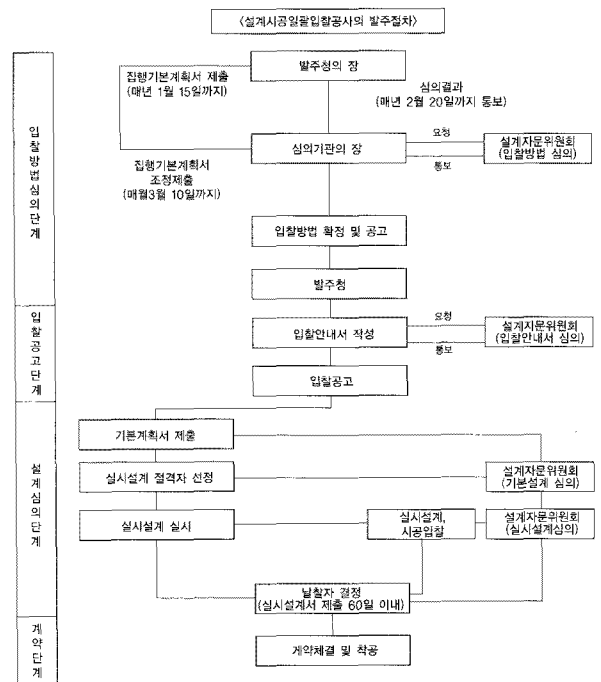 〈설계시공일괄입찰공사의 발주절차〉
발주청의 장
집행기본계획서 제출
(매년 1월 15일까지)
심의결과
(매년 2월 20일까지 통보)
입찰방법심의단계
심의기관의 장
요청
통보
설계자문위원회
(입찰방법 심의)
집행기본계획서
조정제출
(매월3월 10일까지)
입찰방법 확정 및 공고
발주청
입찰공고단계
입찰안내서 작성
요청
통보
설계자문위원회
(입찰안내서 심의)
입찰공고
설계심의단계
기본계획서 제출
실시설계 절격자 선정
설계자문위원회
(기본설계 심의)
실시설계 실시
실시설계,
시공입찰
설계자문위원회
(실시설계심의)
날찰자 결정
(실시설계서 제출 60일 이내)
계약단계
게약체결 및 착공